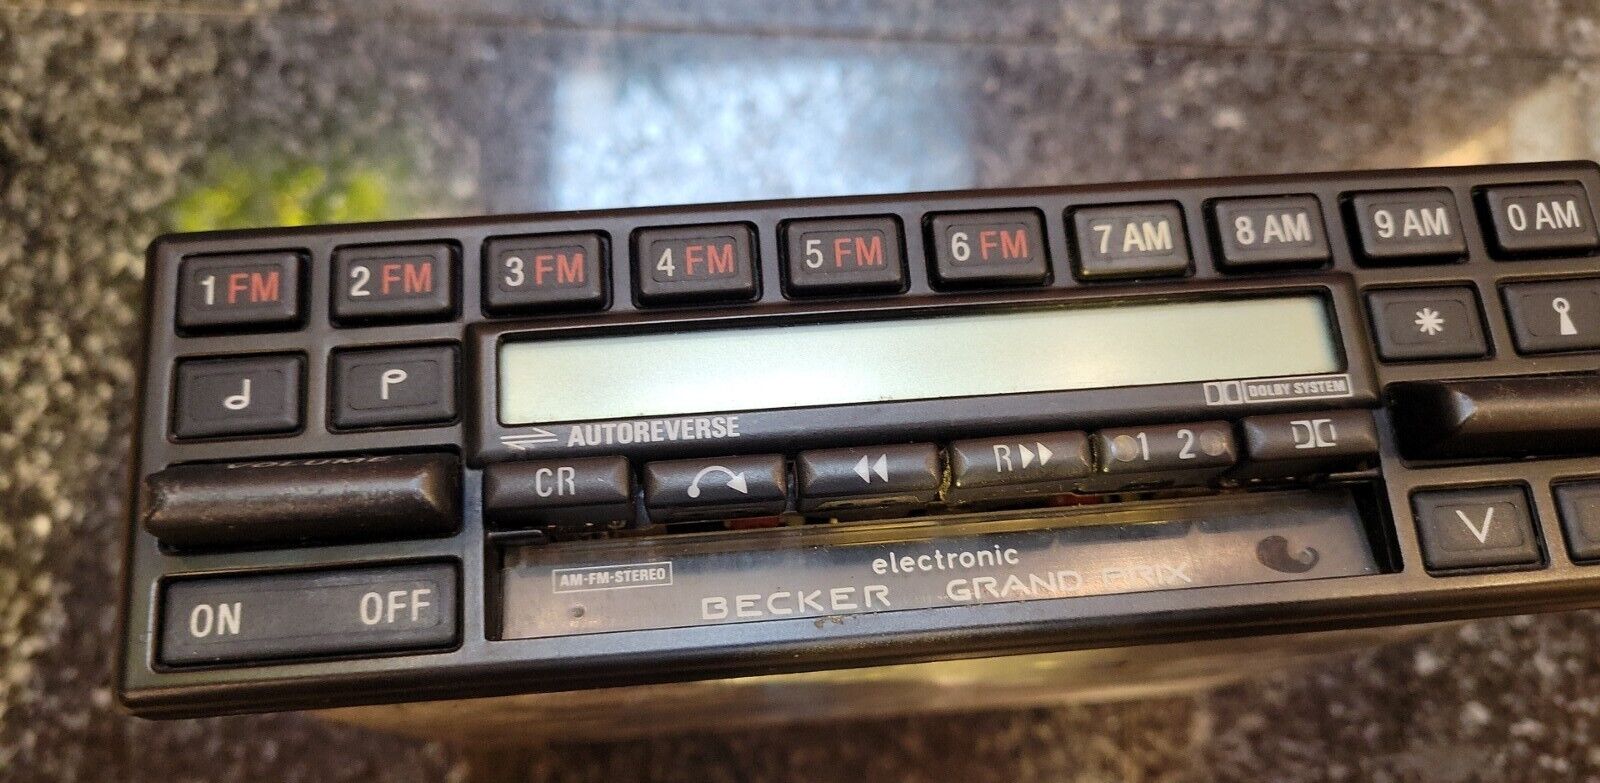 1 FM 2 FM 3 FM 4 FM 5 FM 6 FM 7 AM 8 AM 9 AM 0 AM
*
DOLBY SYSTEM
AUTOREVERSE
VOLUME
CR R 1 2
V
AM-FM-STEREO
electronic
BECKER GRAND PRIX
ON OFF